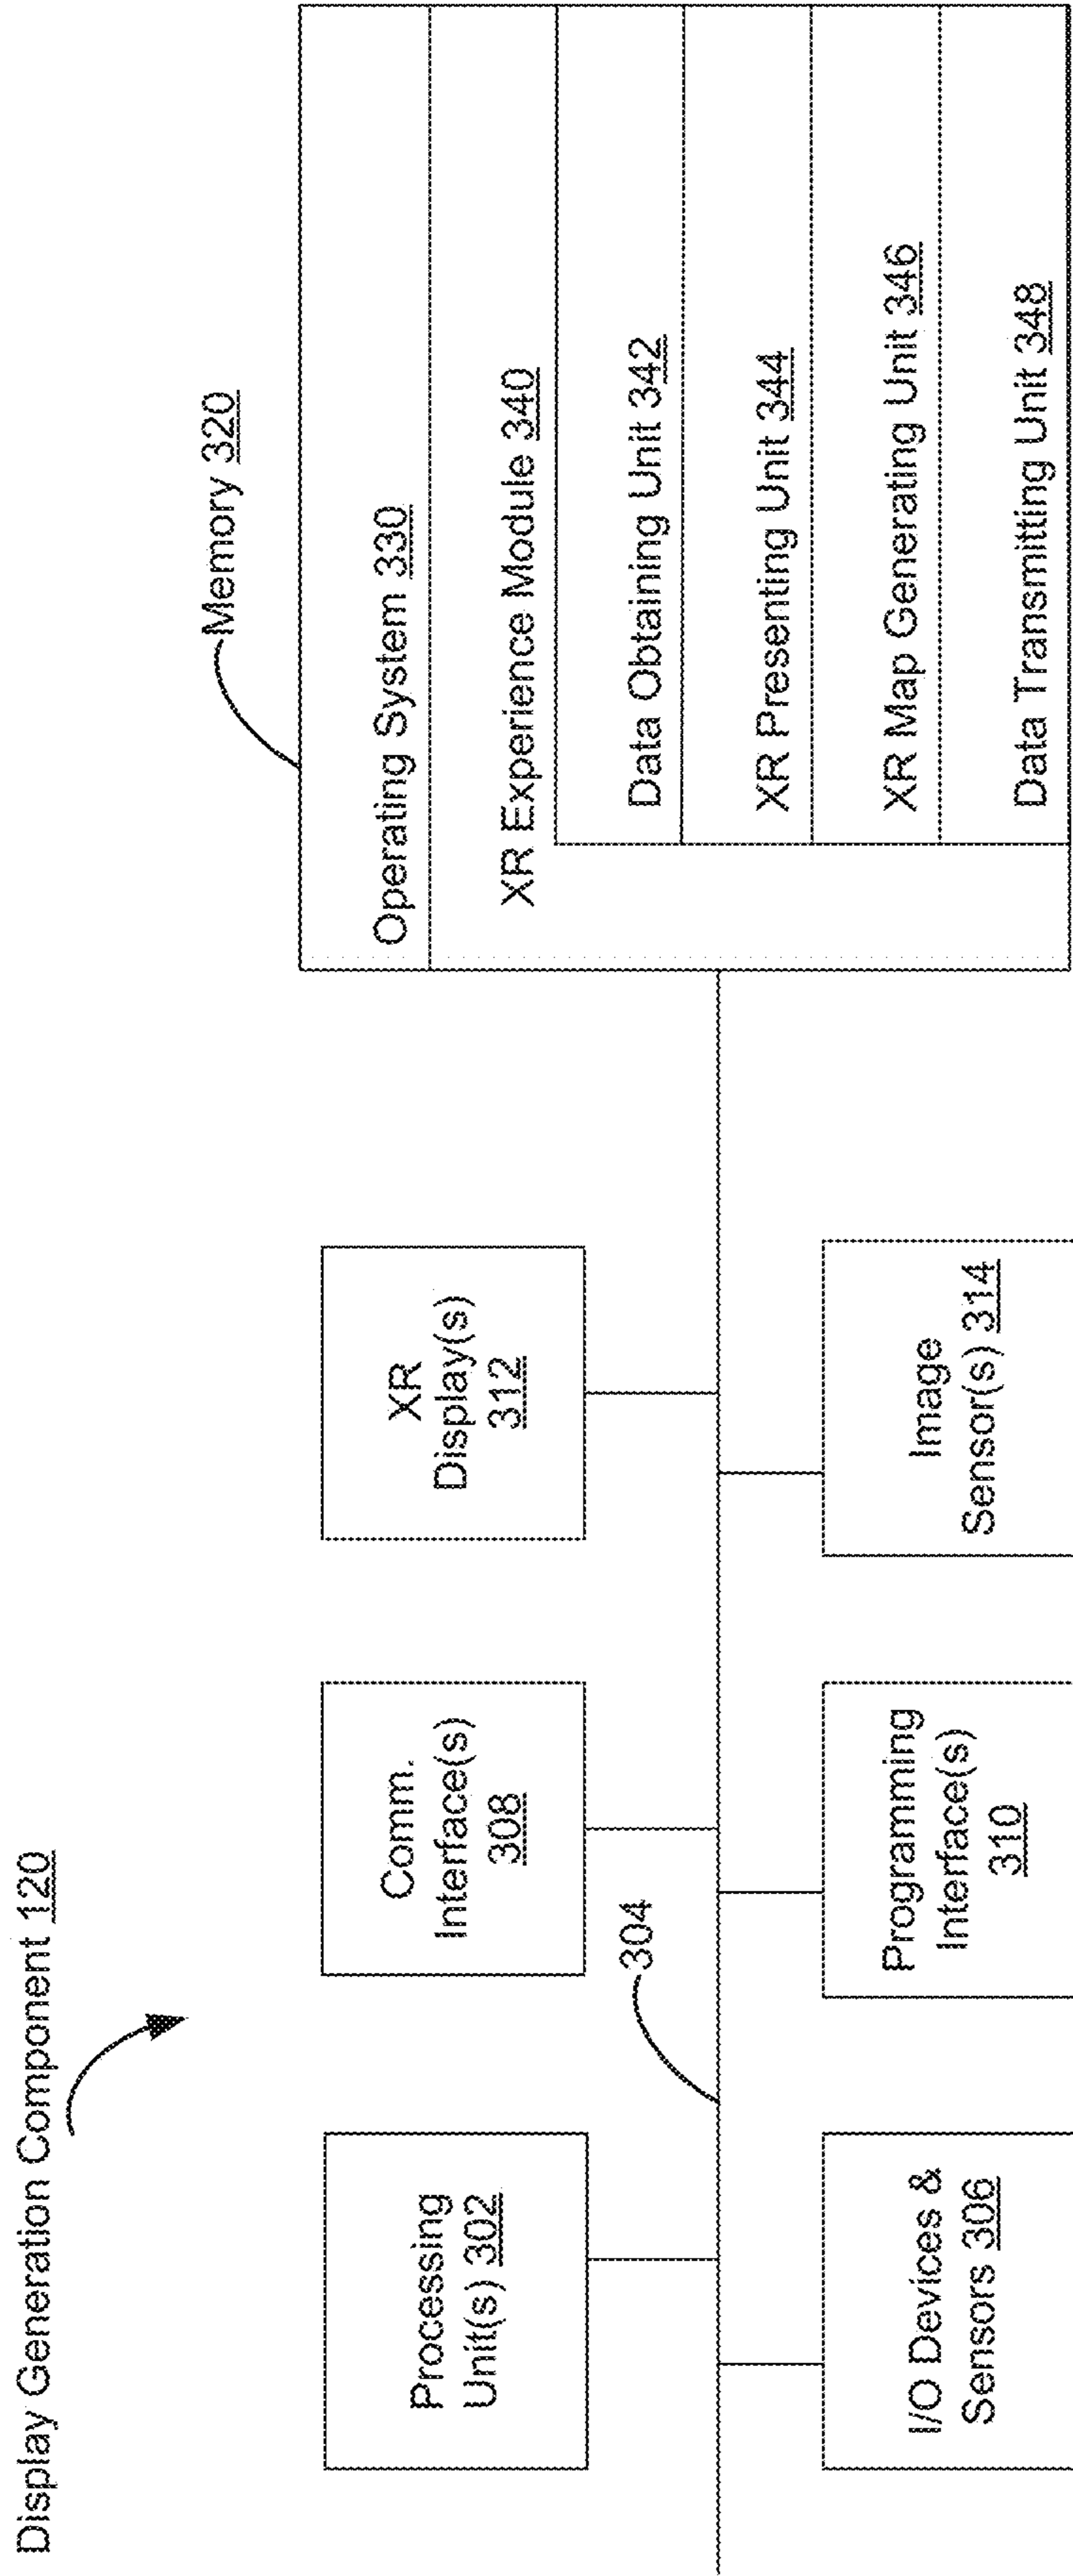 Display Generation Component 120
Processing
Unit(s) 302
Comm.
Interface(s)
308
XR
Display(s)
312
304
I/O Devices &
Sensors 306
Programming
Interface(s)
310
Image
Sensor(s) 314
Memory 320
Operating System 330
XR Experience Module 340
Data Obtaining Unit 342
XR Presenting Unit 344
XR Map Generating Unit 346
Data Transmitting Unit 348